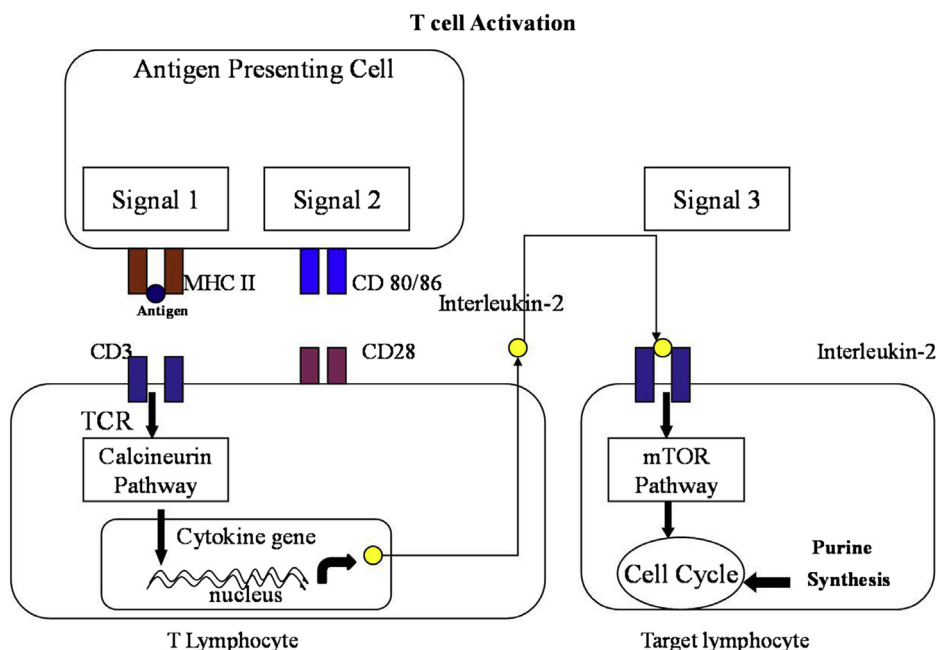 T cell Activation
Antigen Presenting Cell
Signal 1
Signal 2
Signal 3
MHC II
CD 80/86
Antigen
Interleukin-2
CD3
CD28
Interleukin-2
TCR
Calcineurin
Pathway
mTOR
Pathway
Cytokine gene
nucleus
Cell Cycle
Purine
Synthesis
T Lymphocyte
Target lymphocyte